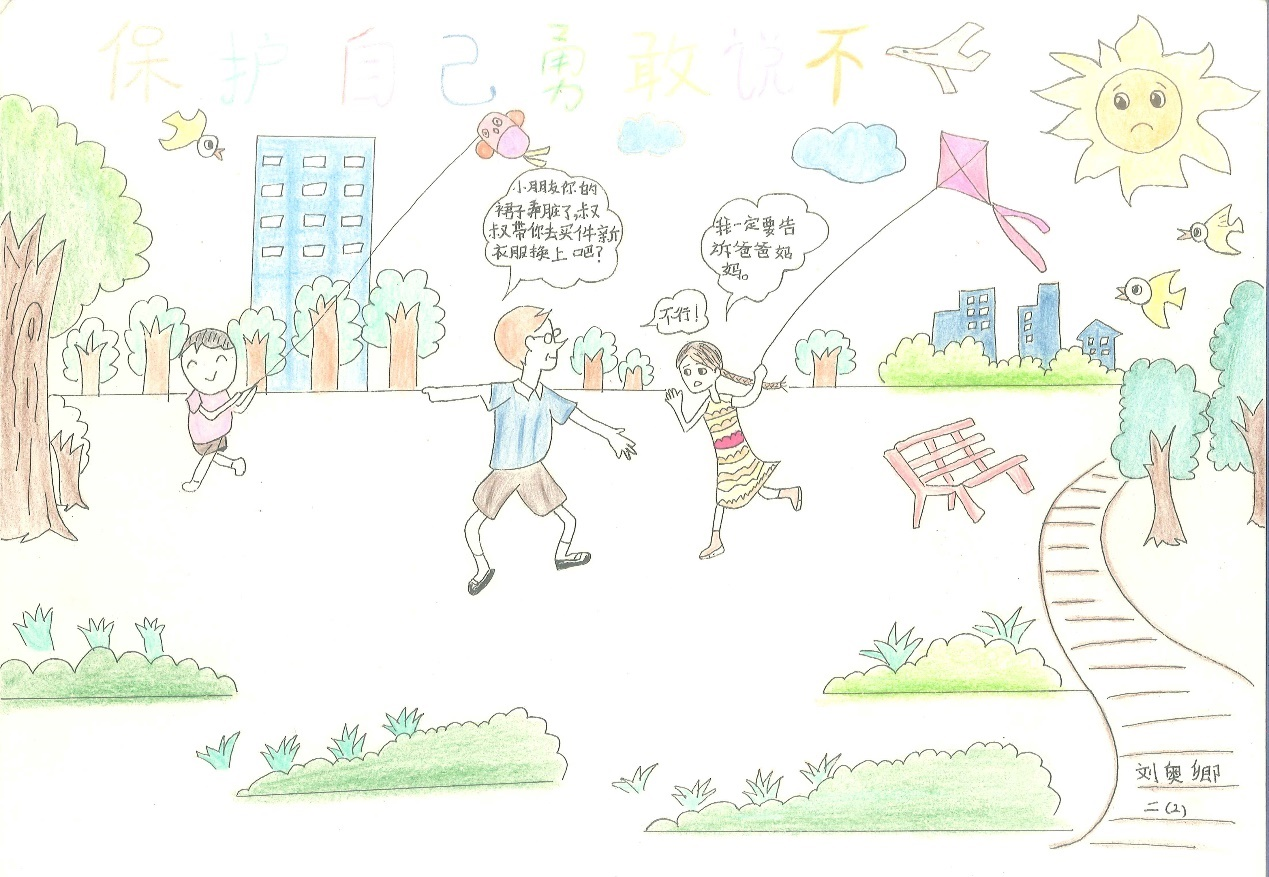 保护自己勇敢说不
小朋友你的
裙子弄脏了,叔
叔带你去买件新
衣服换上吧?
不行!
我一定要告
诉爸爸妈
妈。
刘奥卿
二(2)